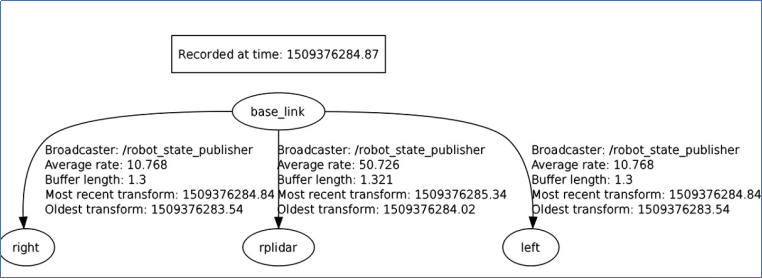 Recorded at time: 1509376284.87
base_link
Broadcaster: /robot_state_publisher
Average rate: 10.768
Buffer length: 1.3
Most recent transform: 1509376284.84
Oldest transform: 1509376283.54
Broadcaster: /robot_state_publisher
Average rate: 50.726
Buffer length: 1.321
Most recent transform: 1509376285.34
Oldest transform: 1509376284.02
Broadcaster: /robot_state_publisher
Average rate: 10.768
Buffer length: 1.3
Most recent transform: 1509376284.84
Oldest transform: 1509376283.54
right
rplidar
left